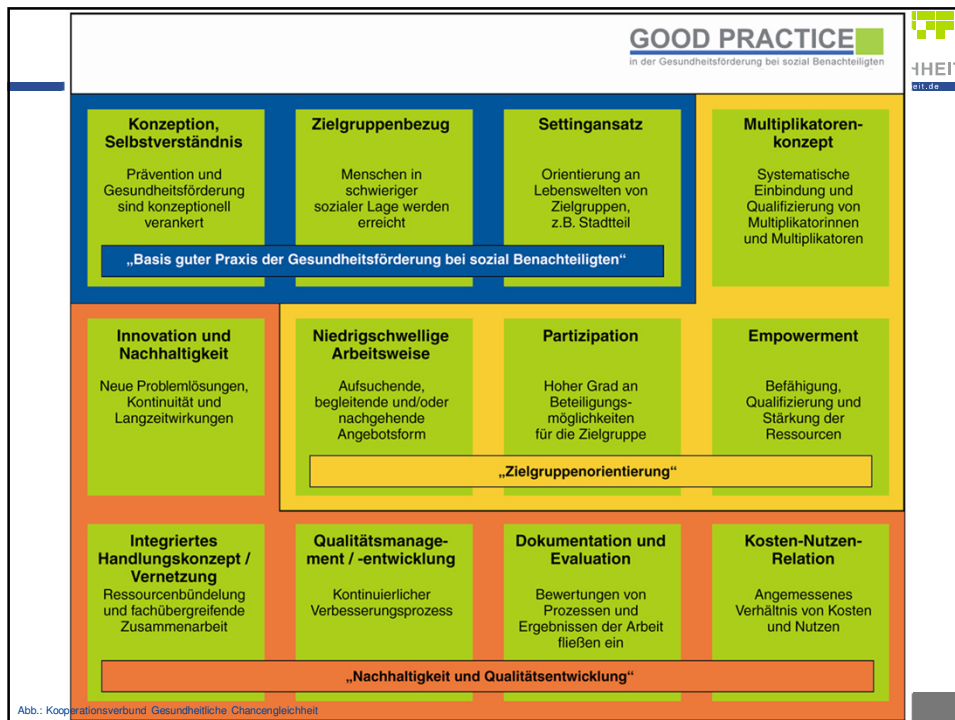 GOOD PRACTICE
in der Gesundheitsförderung bei sozial Benachteiligten
HHEIT
eit.de
Konzeption,
Selbstverständnis
Prävention und
Gesundheitsförderung
sind konzeptionell
verankert
Zielgruppenbezug
Menschen in
schwieriger
sozialer Lage werden
erreicht
Settingansatz
Orientierung an
Lebenswelten von
Zielgruppen,
z.B. Stadtteil
Multiplikatoren-
konzept
Systematische
Einbindung und
Qualifizierung von
Multiplikatorinnen
und Multiplikatoren
„Basis guter Praxis der Gesundheitsförderung bei sozial Benachteiligten“
Innovation und
Nachhaltigkeit
Neue Problemlösungen,
Kontinuität und
Langzeitwirkungen
Niedrigschwellige
Arbeitsweise
Aufsuchende,
begleitende und/oder
nachgehende
Angebotsform
Partizipation
Hoher Grad an
Beteiligungs-
möglichkeiten
für die Zielgruppe
Empowerment
Befähigung,
Qualifizierung und
Stärkung der
Ressourcen
„Zielgruppenorientierung“
Integriertes
Handlungskonzept /
Vernetzung
Ressourcenbündelung
und fachübergreifende
Zusammenarbeit
Qualitätsmanage-
ment / -entwicklung
Kontinuierlicher
Verbesserungsprozess
Dokumentation und
Evaluation
Bewertungen von
Prozessen und
Ergebnissen der Arbeit
fließen ein
Kosten-Nutzen-
Relation
Angemessenes
Verhältnis von Kosten
und Nutzen
„Nachhaltigkeit und Qualitätsentwicklung“
Abb.: Kooperationsverbund Gesundheitliche Chancengleichheit